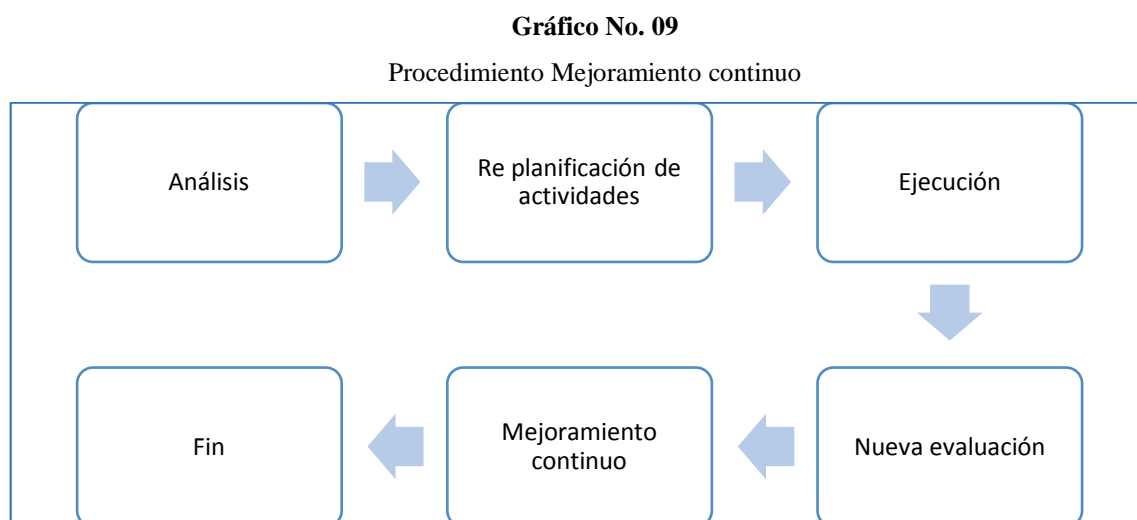 Gráfico No. 09
Procedimiento Mejoramiento continuo
Análisis
Re planificación de
actividades
Ejecución
Nueva evaluación
Mejoramiento
continuo
Fin